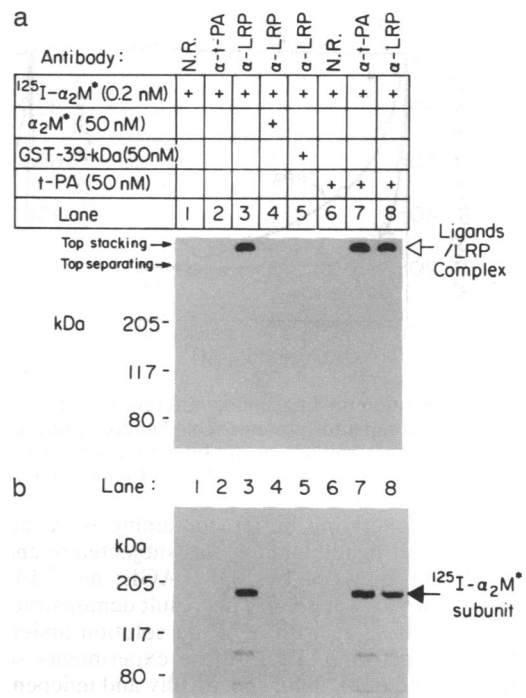 a
Antibody: N.R. α-t-PA α-LRP α-LRP α-LRP N.R. α-t-PA α-LRP
¹²⁵I-α₂M* (0.2 nM) + + + + + + + +
α₂M* (50 nM) +
GST-39-kDa(50nM) +
t-PA (50 nM) + + +
Lane 1 2 3 4 5 6 7 8
Top stacking→
Top separating→
Ligands
/LRP
Complex
kDa 205-
117-
80-
b
Lane: 1 2 3 4 5 6 7 8
kDa
205-
¹²⁵I-α₂M*
subunit
117-
80-